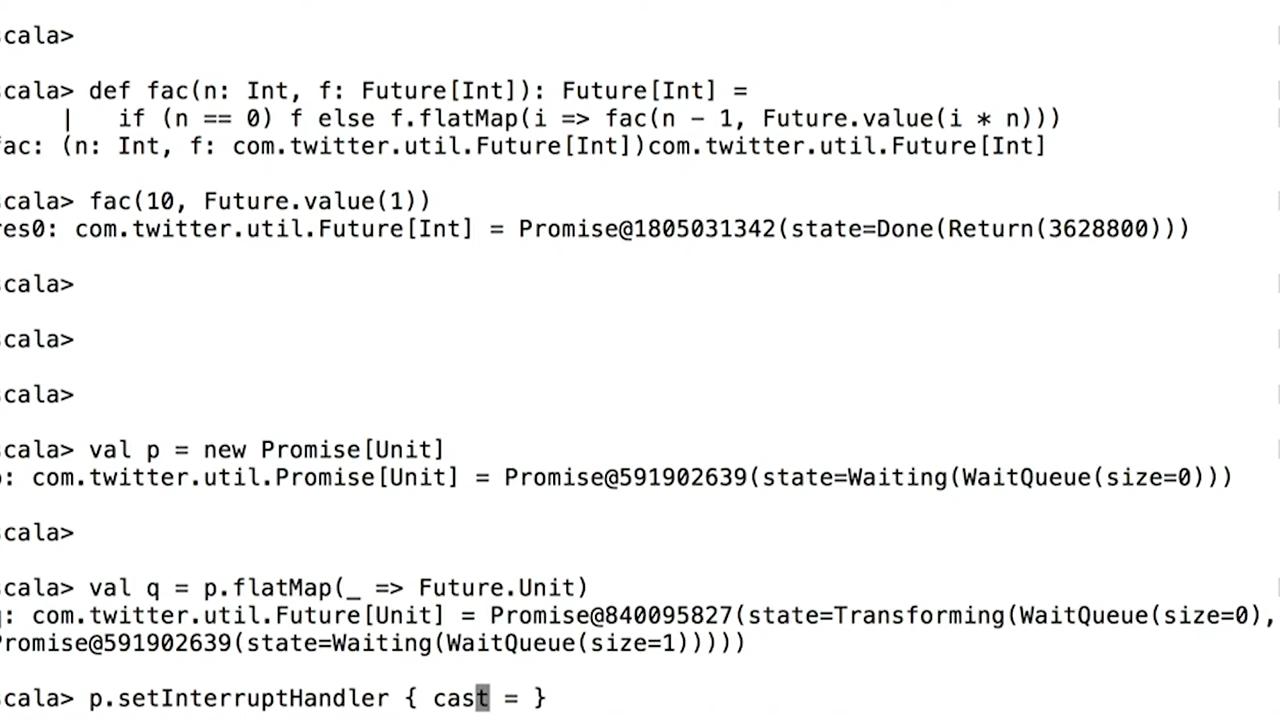 cala>
cala> def fac(n: Int, f: Future[Int]): Future[Int] =
| if (n == 0) f else f.flatMap(i => fac(n - 1, Future.value(i * n)))
fac: (n: Int, f: com.twitter.util.Future[Int])com.twitter.util.Future[Int]
cala> fac(10, Future.value(1))
res0: com.twitter.util.Future[Int] = Promise@1805031342(state=Done(Return(3628800)))
cala>
cala>
cala>
cala> val p = new Promise[Unit]
p: com.twitter.util.Promise[Unit] = Promise@591902639(state=Waiting(WaitQueue(size=0)))
cala>
cala> val q = p.flatMap(_ => Future.Unit)
q: com.twitter.util.Future[Unit] = Promise@840095827(state=Transforming(WaitQueue(size=0),
Promise@591902639(state=Waiting(WaitQueue(size=1)))))
cala> p.setInterruptHandler { cast = }